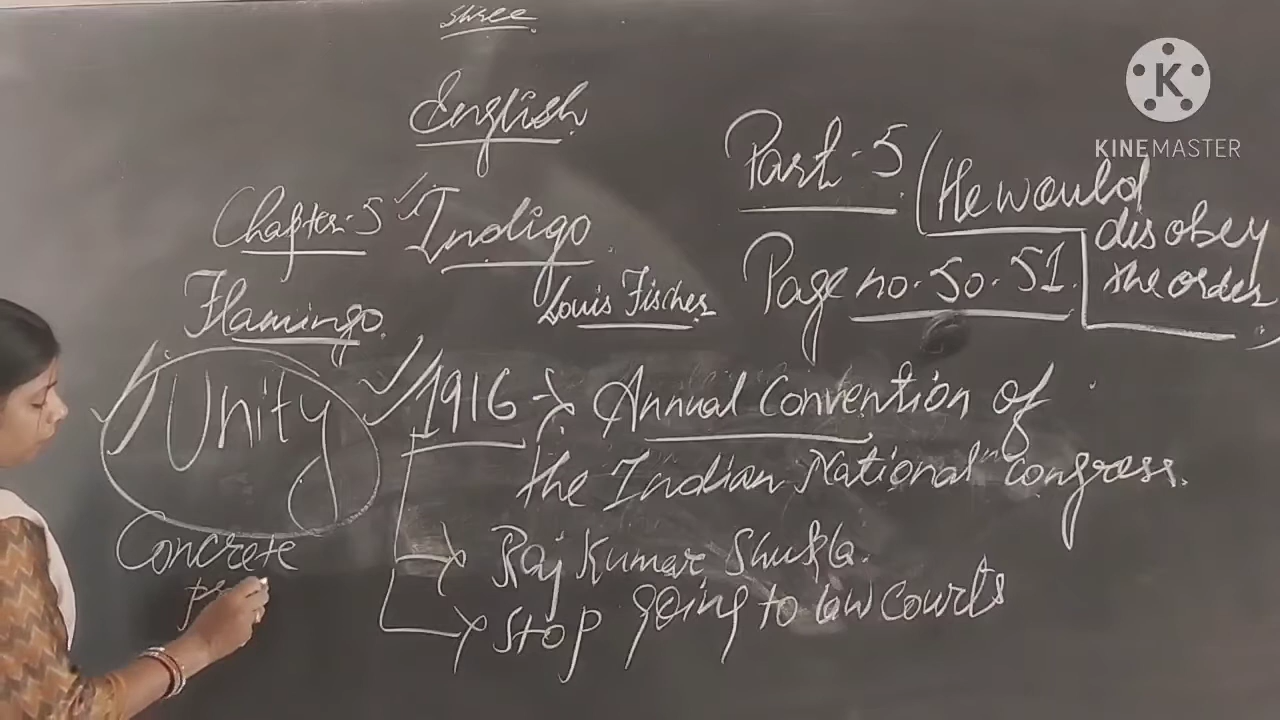 Shree
English
Chapter-5 Indigo
Flamingo
Louis Fischer
Part-5 (He would disobey the order.)
Page no. 50. 51.
Unity
Concrete
1916 → Annual Convention of
the Indian National Congress.
→ Raj Kumar Shukla.
→ Stop going to law courts
K
KINEMASTER